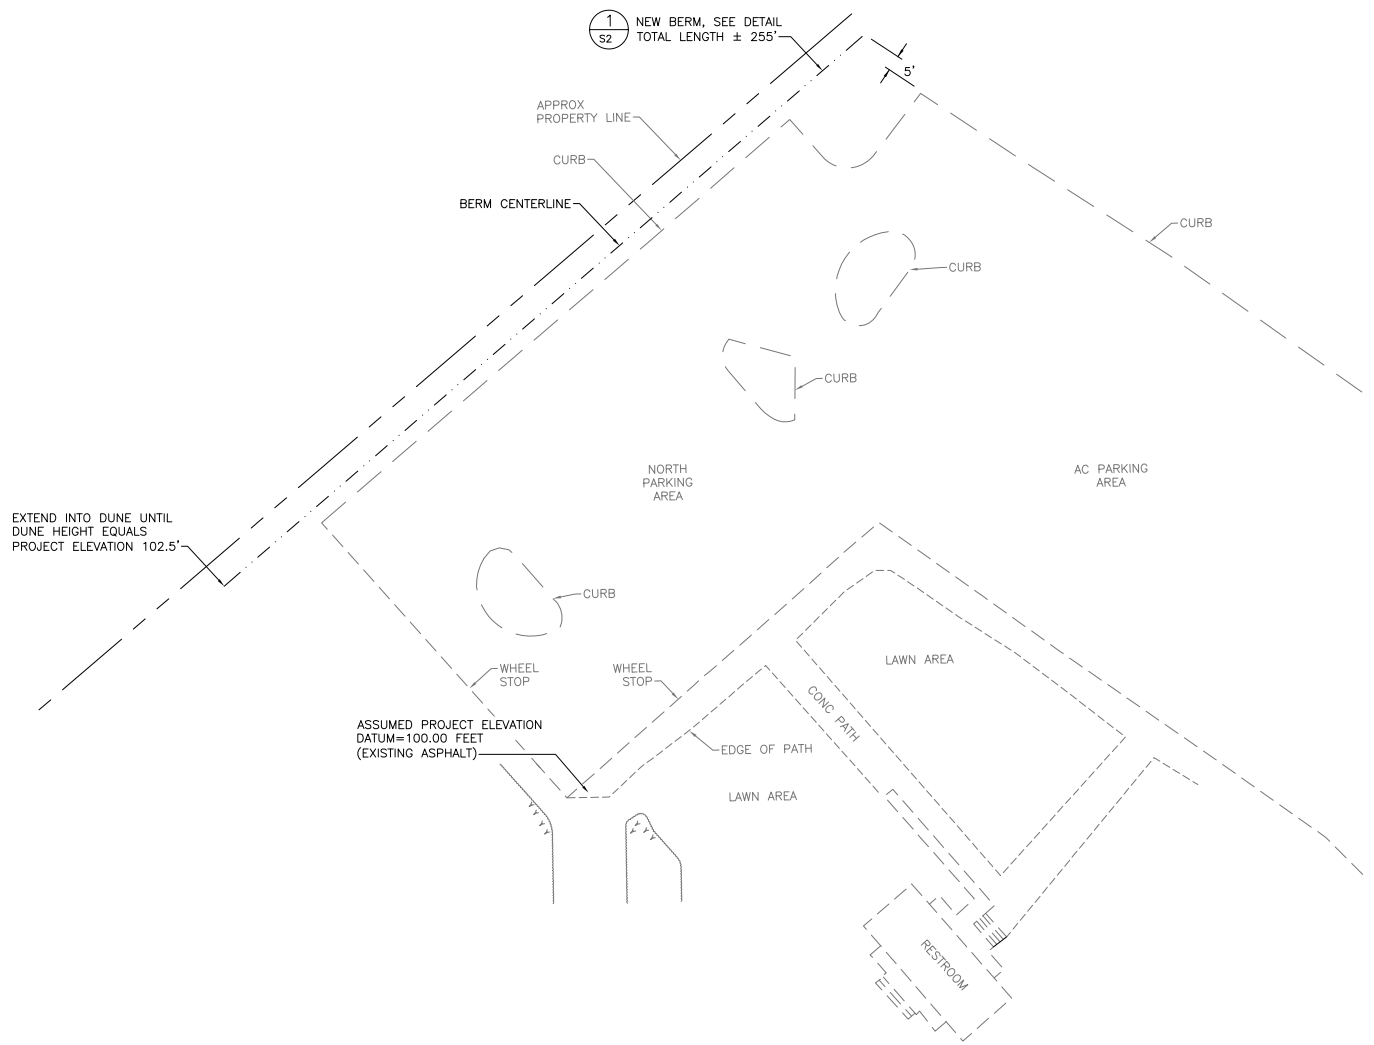 1
S2
NEW BERM, SEE DETAIL
TOTAL LENGTH ± 255'
5'
APPROX
PROPERTY LINE
CURB
BERM CENTERLINE
CURB
CURB
CURB
NORTH
PARKING
AREA
AC PARKING
AREA
EXTEND INTO DUNE UNTIL
DUNE HEIGHT EQUALS
PROJECT ELEVATION 102.5'
CURB
WHEEL
STOP
WHEEL
STOP
LAWN AREA
CONC PATH
ASSUMED PROJECT ELEVATION
DATUM=100.00 FEET
(EXISTING ASPHALT)
EDGE OF PATH
LAWN AREA
RESTROOM